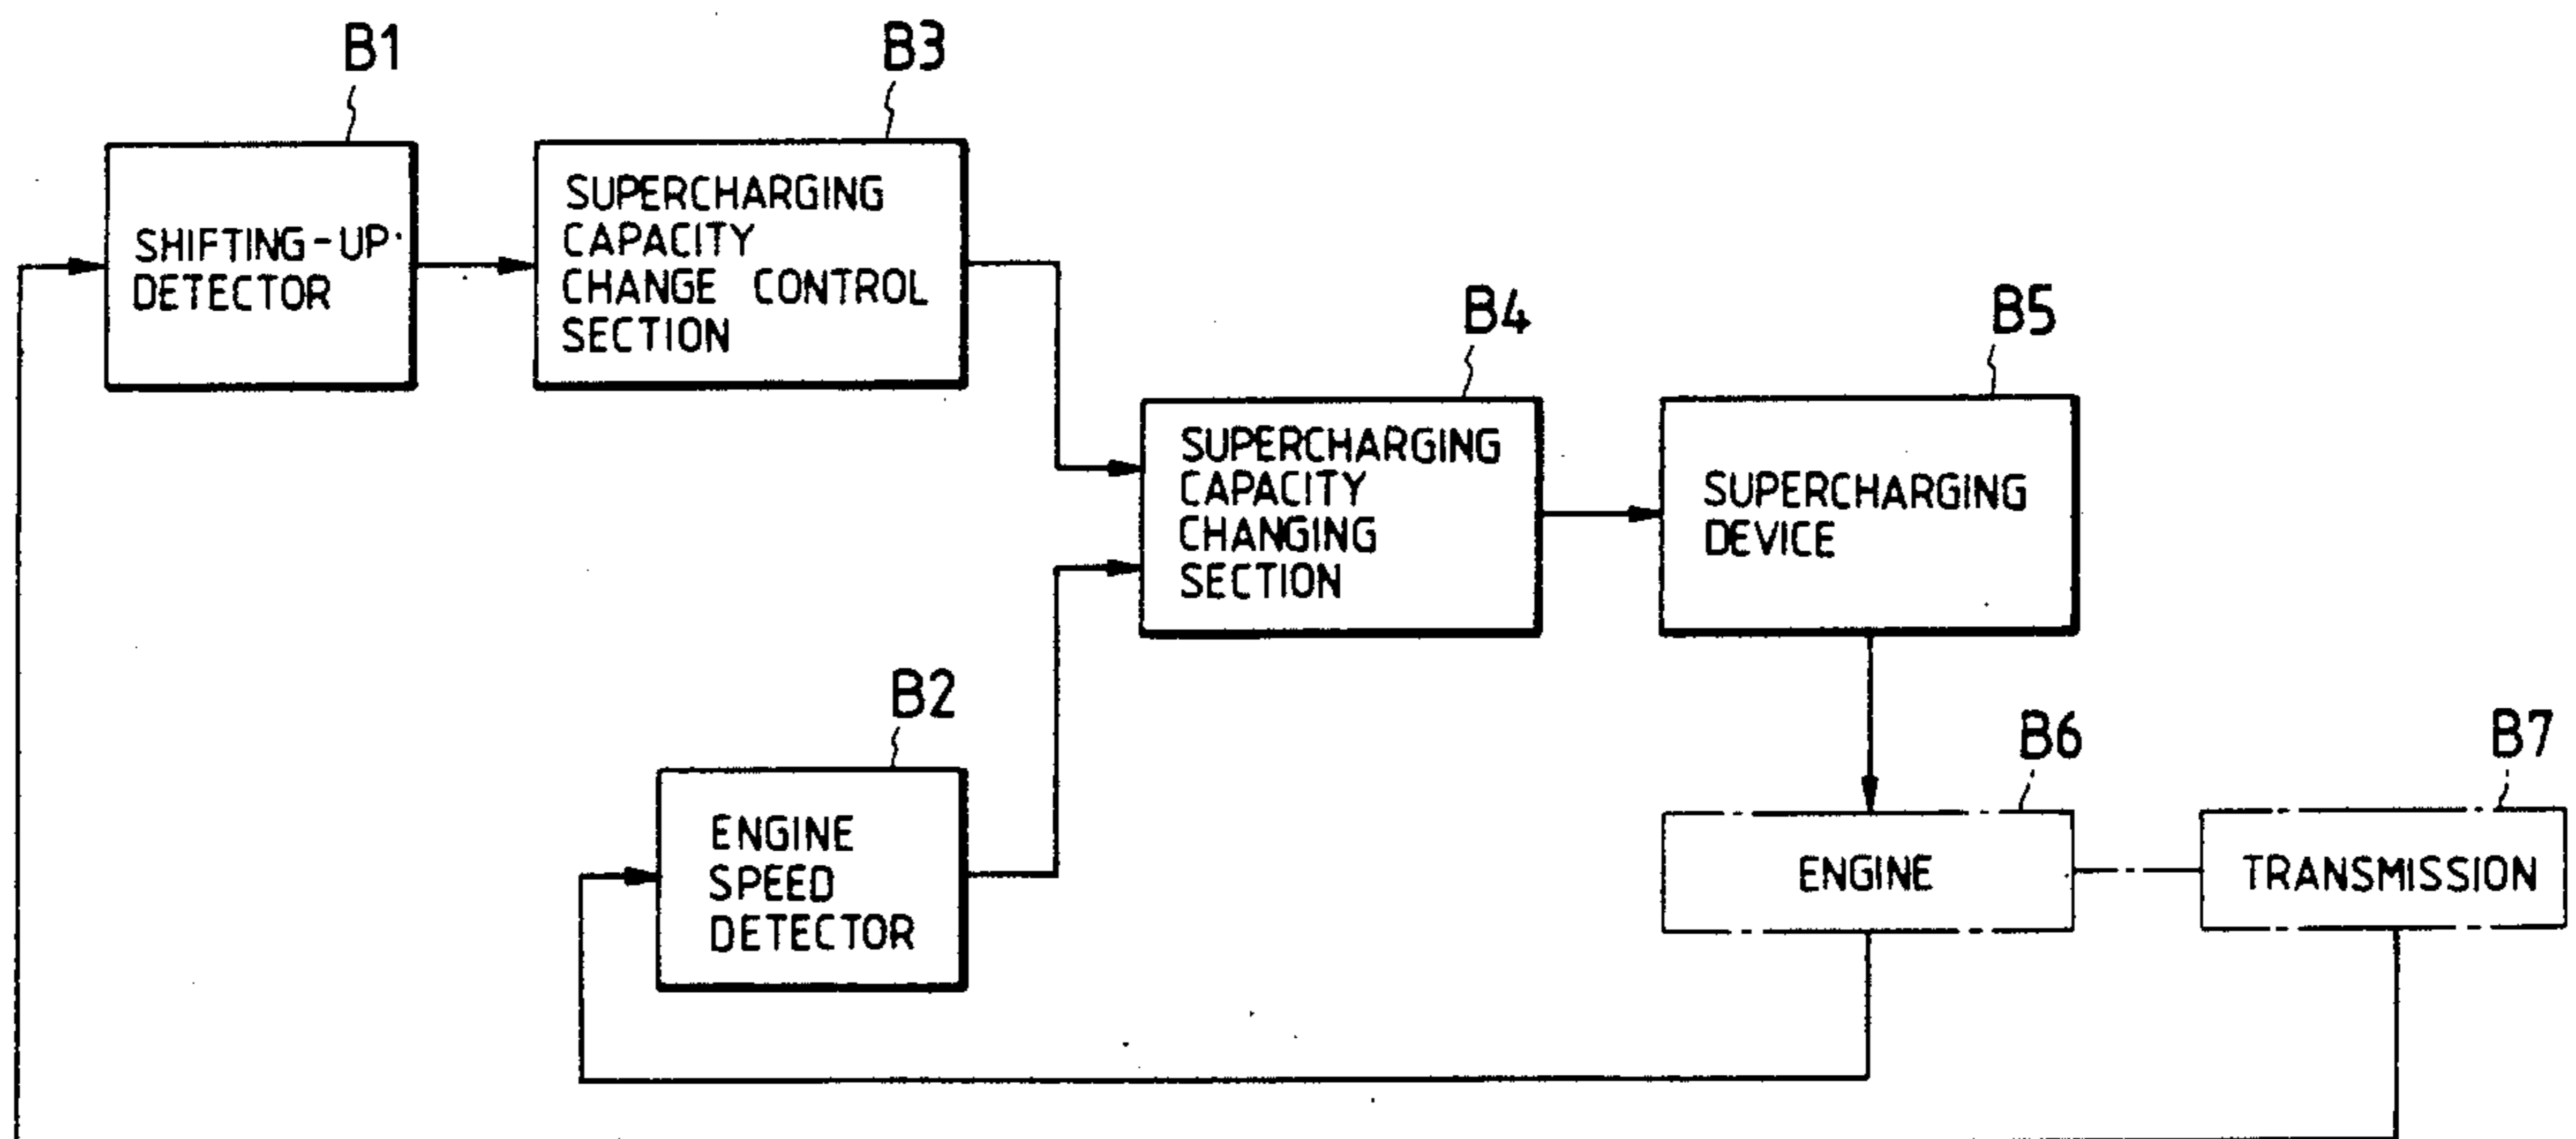 B1
SHIFTING-UP
DETECTOR
B3
SUPERCHARGING
CAPACITY
CHANGE CONTROL
SECTION
B4
SUPERCHARGING
CAPACITY
CHANGING
SECTION
B5
SUPERCHARGING
DEVICE
B2
ENGINE
SPEED
DETECTOR
B6
ENGINE
B7
TRANSMISSION